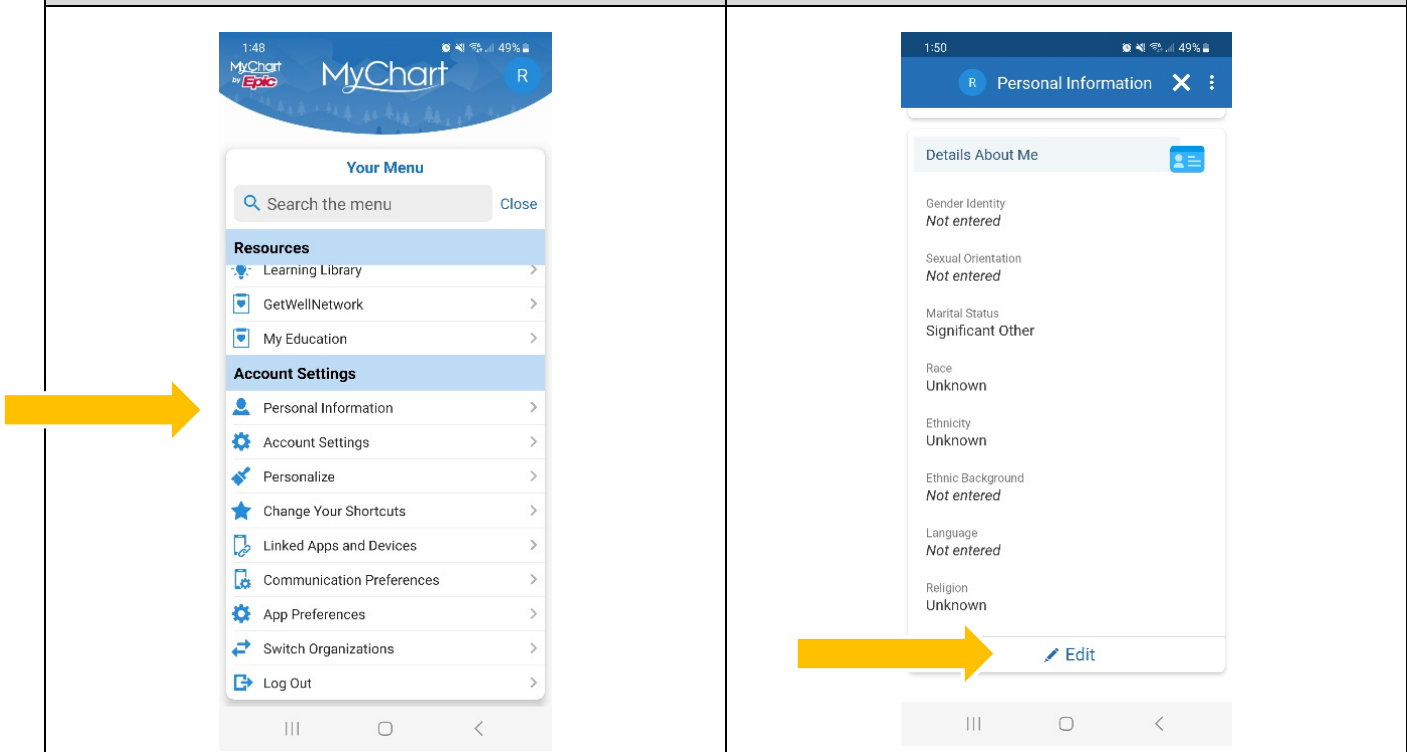 1:48
49%
MyChart
by Epic
MyChart
R
Your Menu
Search the menu
Close
Resources
Learning Library
GetWellNetwork
My Education
Account Settings
Personal Information
Account Settings
Personalize
Change Your Shortcuts
Linked Apps and Devices
Communication Preferences
App Preferences
Switch Organizations
Log Out
1:50
49%
R Personal Information
Details About Me
Gender Identity
Not entered
Sexual Orientation
Not entered
Marital Status
Significant Other
Race
Unknown
Ethnicity
Unknown
Ethnic Background
Not entered
Language
Not entered
Religion
Unknown
Edit